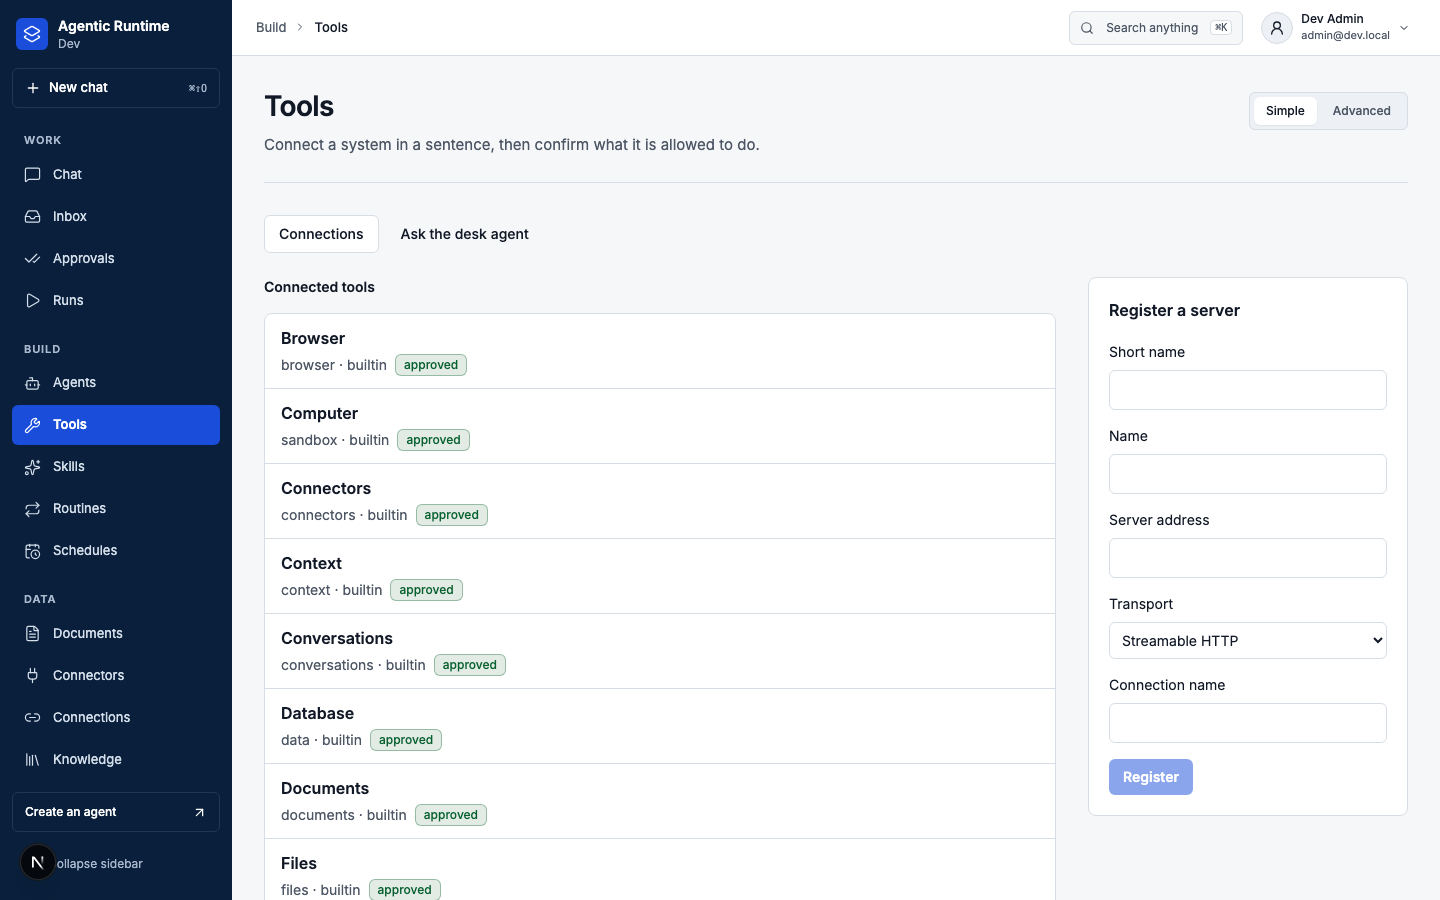 Agentic Runtime
Dev
New chat
⌘⇧O
WORK
Chat
Inbox
Approvals
Runs
BUILD
Agents
Tools
Skills
Routines
Schedules
DATA
Documents
Connectors
Connections
Knowledge
Create an agent
N
ollapse sidebar
Build
Tools
Search anything
⌘K
Dev Admin
admin@dev.local
Tools
Simple
Advanced
Connect a system in a sentence, then confirm what it is allowed to do.
Connections
Ask the desk agent
Connected tools
Browser
browser · builtin approved
Computer
sandbox · builtin approved
Connectors
connectors · builtin approved
Context
context · builtin approved
Conversations
conversations · builtin approved
Database
data · builtin approved
Documents
documents · builtin approved
Files
files · builtin approved
Register a server
Short name
Name
Server address
Transport
Streamable HTTP
Connection name
Register